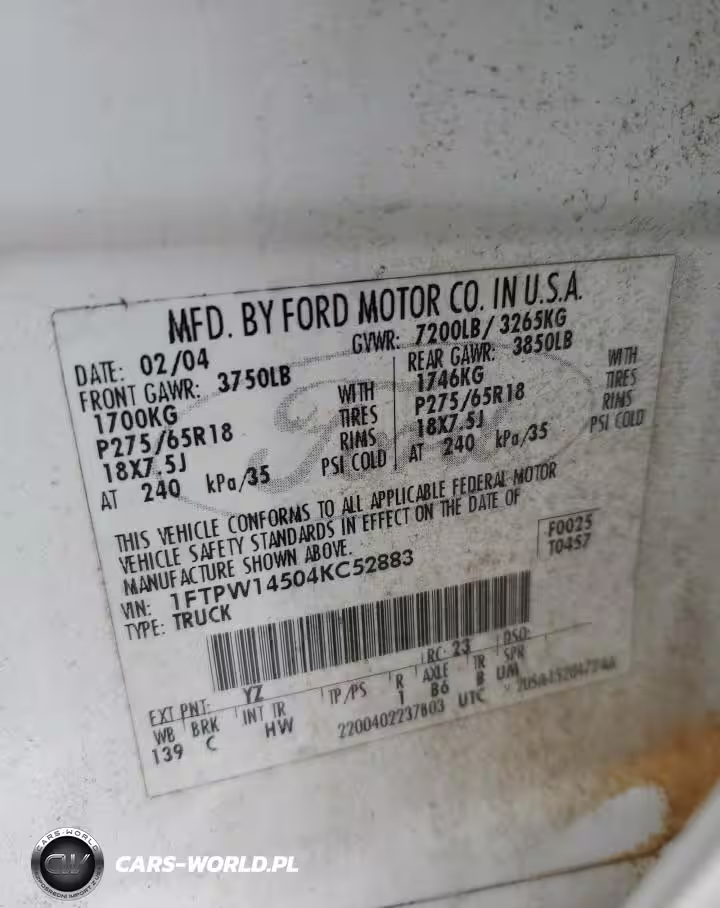 MFD. BY FORD MOTOR CO. IN U.S.A.
DATE: 02/04 GVWR: 7200LB/ 3265KG
FRONT GAWR: 3750LB REAR GAWR: 3850LB
1700KG WITH 1746KG WITH
P275/65R18 TIRES P275/65R18 TIRES
18X7.5J RIMS 18X7.5J RIMS
AT 240 kPa/35 PSI COLD AT 240 kPa/35 PSI COLD
THIS VEHICLE CONFORMS TO ALL APPLICABLE FEDERAL MOTOR
VEHICLE SAFETY STANDARDS IN EFFECT ON THE DATE OF
MANUFACTURE SHOWN ABOVE.
VIN: 1FTPW14504KC52883
TYPE: TRUCK
F0025
T0457
EXT PNT: YZ RC: 23 DSO:
WB BRK INT TR TP/PS R AXLE TR SPR
139 C HW 1 B6 B UM
2200402237803 UTC
Ford
CARS-WORLD
CW
CARS-WORLD.PL